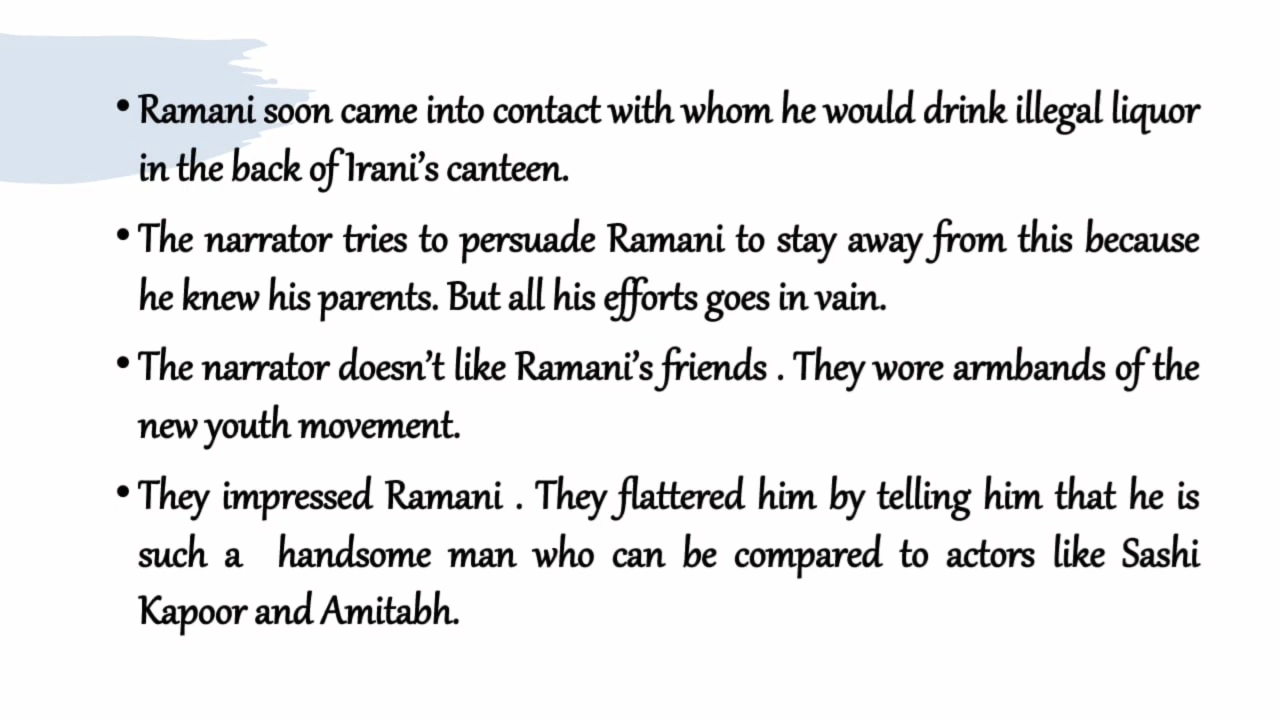 • Ramani soon came into contact with whom he would drink illegal liquor
in the back of Irani's canteen.
• The narrator tries to persuade Ramani to stay away from this because
he knew his parents. But all his efforts goes in vain.
• The narrator doesn't like Ramani's friends . They wore armbands of the
new youth movement.
• They impressed Ramani . They flattered him by telling him that he is
such a handsome man who can be compared to actors like Sashi
Kapoor and Amitabh.